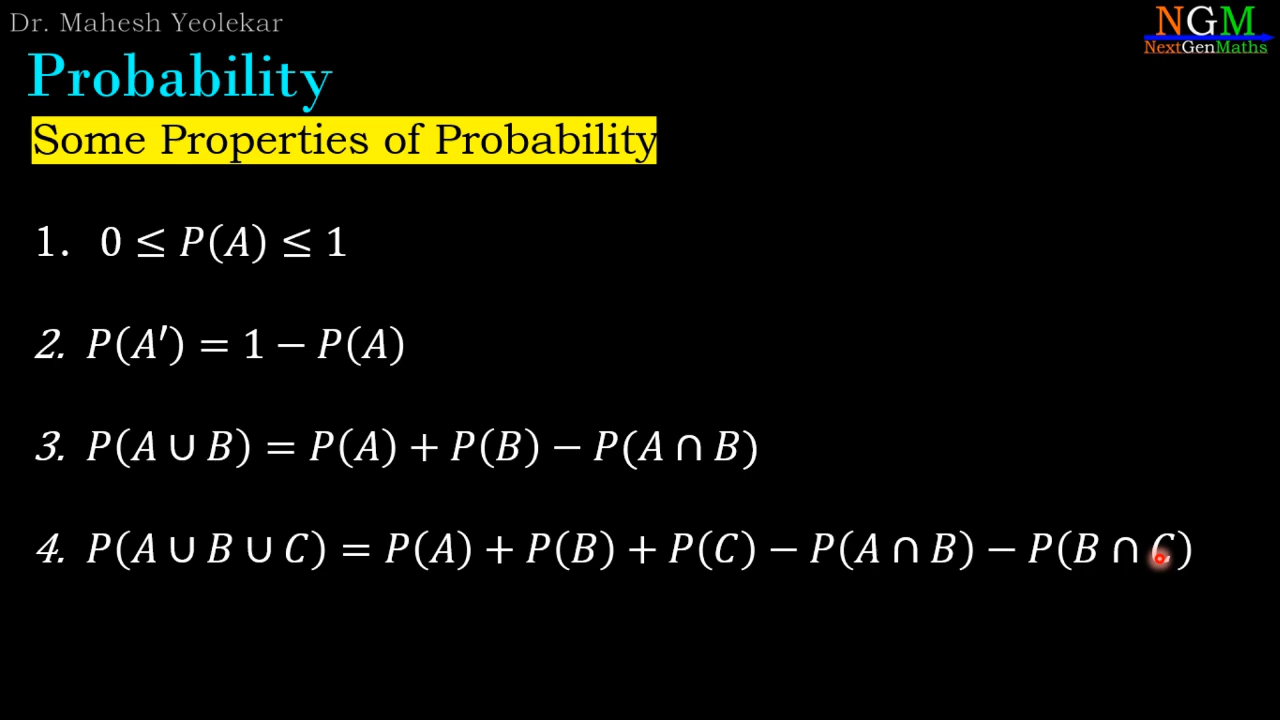 Dr. Mahesh Yeolekar
NGM
NextGenMaths
Probability
Some Properties of Probability
1. 0 ≤ P(A) ≤ 1
2. P(A′) = 1 − P(A)
3. P(A ∪ B) = P(A) + P(B) − P(A ∩ B)
4. P(A ∪ B ∪ C) = P(A) + P(B) + P(C) − P(A ∩ B) − P(B ∩ C)